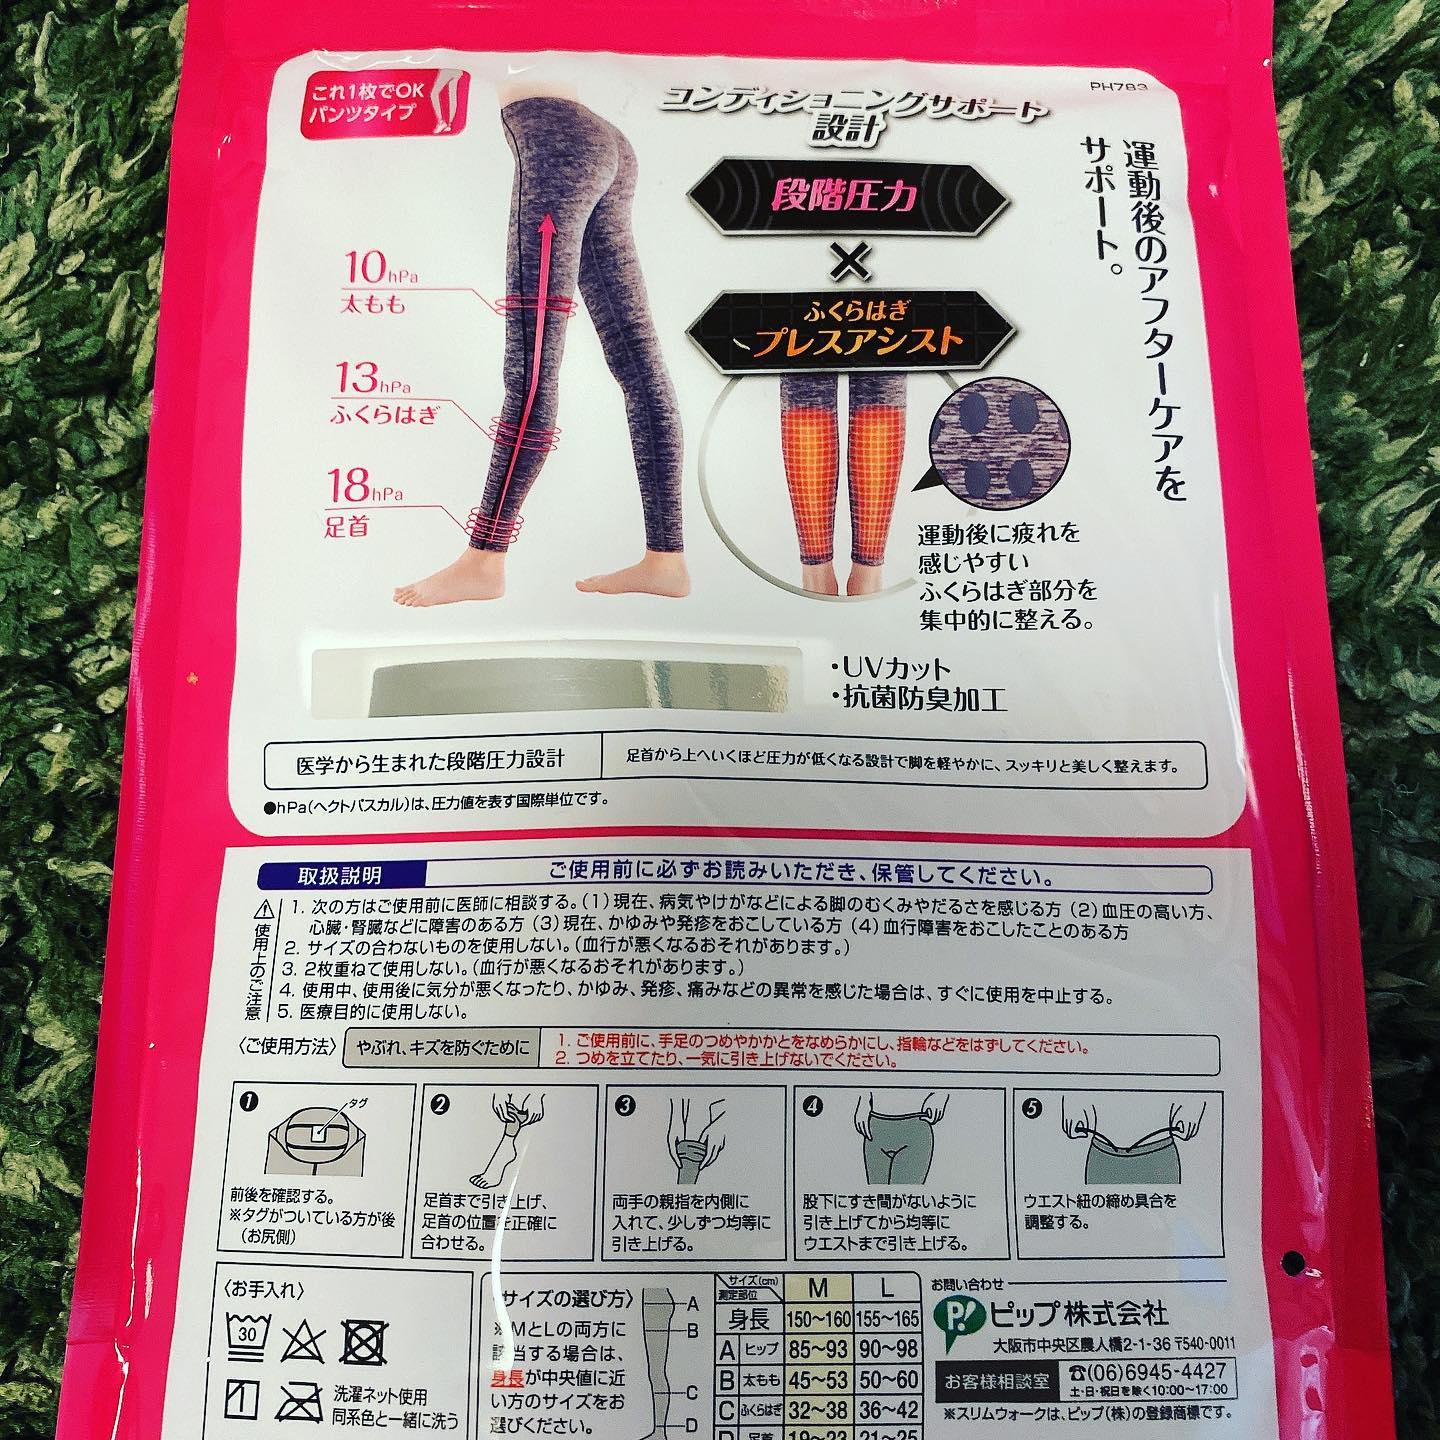 これ1枚でOK
パンツタイプ
コンディショニングサポート
設計
PH783
運動後のアフターケアを
サポート。
段階圧力
×
ふくらはぎ
プレスアシスト
10hPa
太もも
13hPa
ふくらはぎ
18hPa
足首
運動後に疲れを
感じやすい
ふくらはぎ部分を
集中的に整える。
・UVカット
・抗菌防臭加工
医学から生まれた段階圧力設計
足首から上へいくほど圧力が低くなる設計で脚を軽やかに、スッキリと美しく整えます。
●hPa(ヘクトパスカル)は、圧力値を表す国際単位です。
取扱説明
ご使用前に必ずお読みいただき、保管してください。
使用上のご注意
1. 次の方はご使用前に医師に相談する。(1)現在、病気やけがなどによる脚のむくみやだるさを感じる方 (2)血圧の高い方、
心臓・腎臓などに障害のある方 (3)現在、かゆみや発疹をおこしている方 (4)血行障害をおこしたことのある方
2. サイズの合わないものを使用しない。(血行が悪くなるおそれがあります。)
3. 2枚重ねて使用しない。(血行が悪くなるおそれがあります。)
4. 使用中、使用後に気分が悪くなったり、かゆみ、発疹、痛みなどの異常を感じた場合は、すぐに使用を中止する。
5. 医療目的に使用しない。
〈ご使用方法〉
やぶれ、キズを防ぐために
1. ご使用前に、手足のつめやかかとをなめらかにし、指輪などをはずしてください。
2. つめを立てたり、一気に引き上げないでください。
❶
タグ
前後を確認する。
※タグがついている方が後
(お尻側)
❷
足首まで引き上げ、
足首の位置を正確に
合わせる。
❸
両手の親指を内側に
入れて、少しずつ均等に
引き上げる。
❹
股下にすき間がないように
引き上げてから均等に
ウエストまで引き上げる。
❺
ウエスト紐の締め具合を
調整する。
〈お手入れ〉
30
洗濯ネット使用
同系色と一緒に洗う
〈サイズの選び方〉
※MとLの両方に
該当する場合は、
身長が中央値に近
い方のサイズをお
選びください。
A
B
C
D
サイズ(cm)
測定部位
M L
身長 150〜160 155〜165
A ヒップ 85〜93 90〜98
B 太もも 45〜53 50〜60
C ふくらはぎ 32〜38 36〜42
D 足首 19〜23 21〜25
お問い合わせ
P! ピップ株式会社
大阪市中央区農人橋2-1-36 〒540-0011
お客様相談室
☎(06)6945-4427
土・日・祝日を除く10:00〜17:00
※スリムウォークは、ピップ(株)の登録商標です。